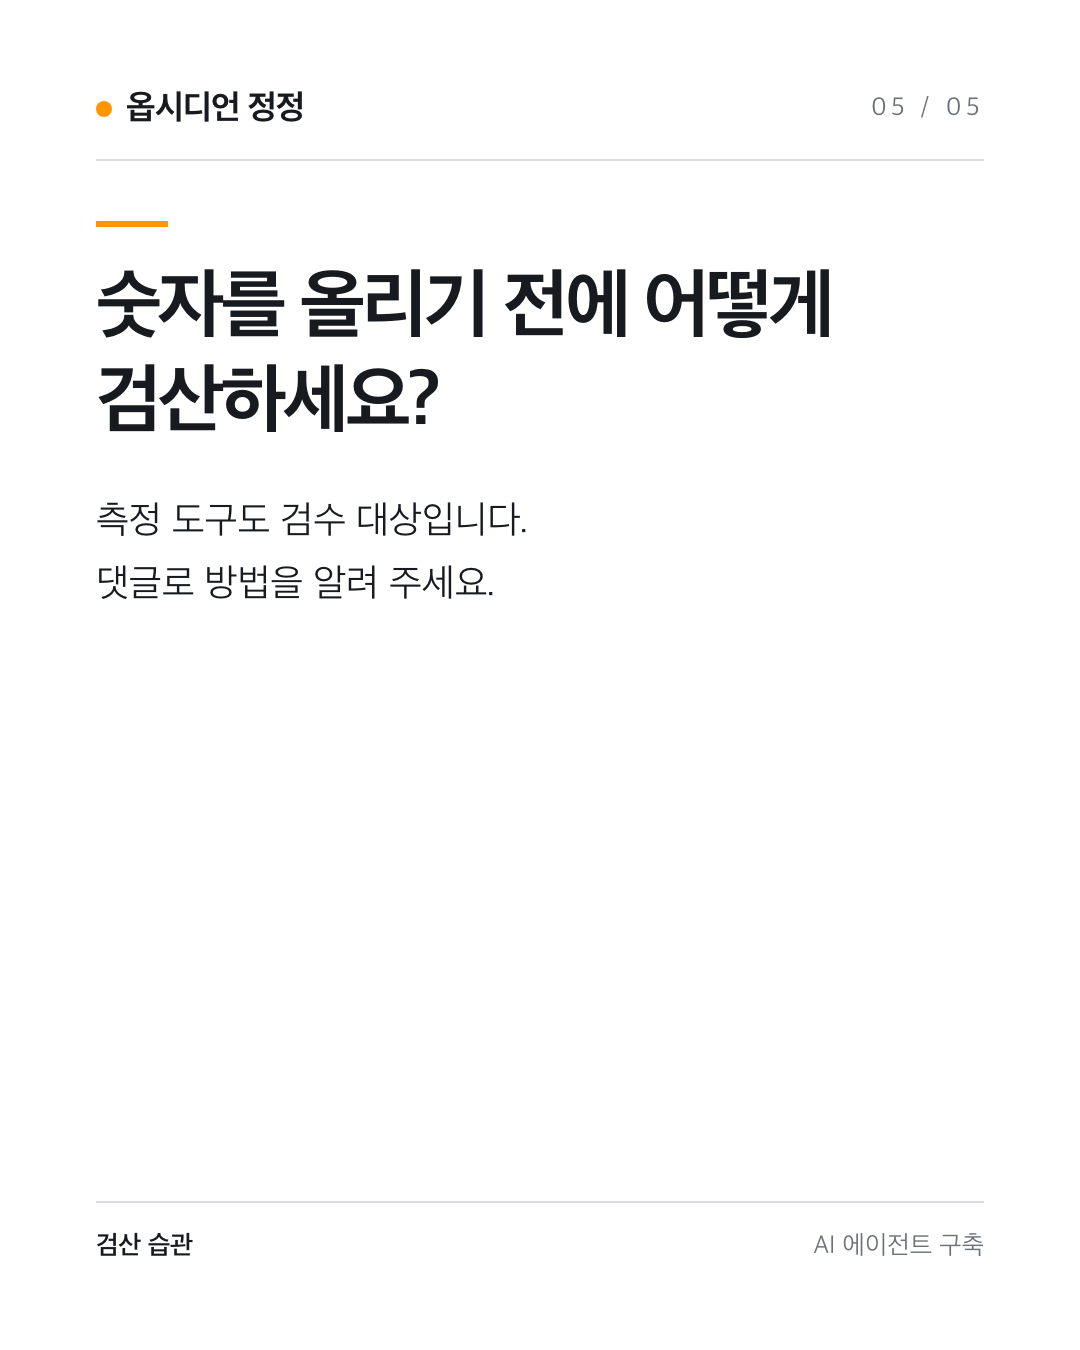 옵시디언 정정
05 / 05
숫자를 올리기 전에 어떻게
검산하세요?
측정 도구도 검수 대상입니다.
댓글로 방법을 알려 주세요.
검산 습관
AI 에이전트 구축